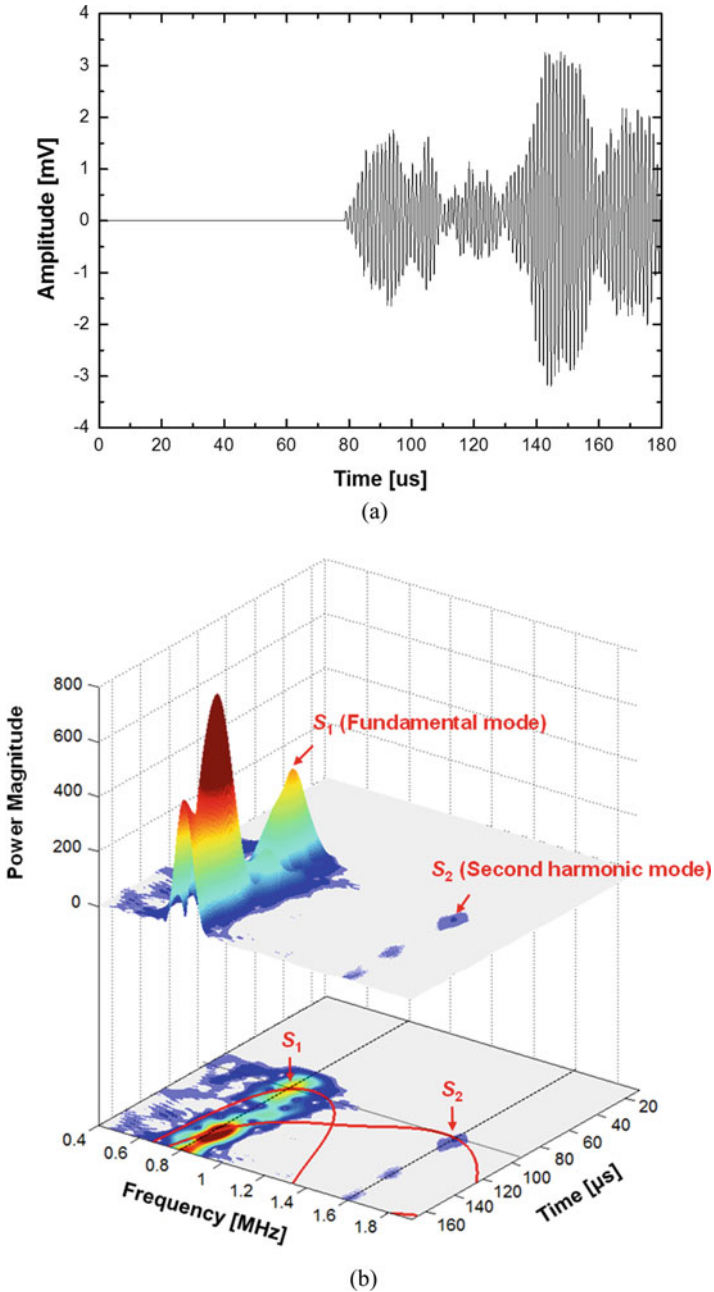 4
3
2
1
0
-1
-2
-3
-4
Amplitude [mV]
0 20 40 60 80 100 120 140 160 180
Time [us]
(a)
800
600
400
200
0
Power Magnitude
S1 (Fundamental mode)
S2 (Second harmonic mode)
S1
S2
0.4 0.6 0.8 1 1.2 1.4 1.6 1.8
Frequency [MHz]
160 140 120 100 80 60 40 20
Time [µs]
(b)